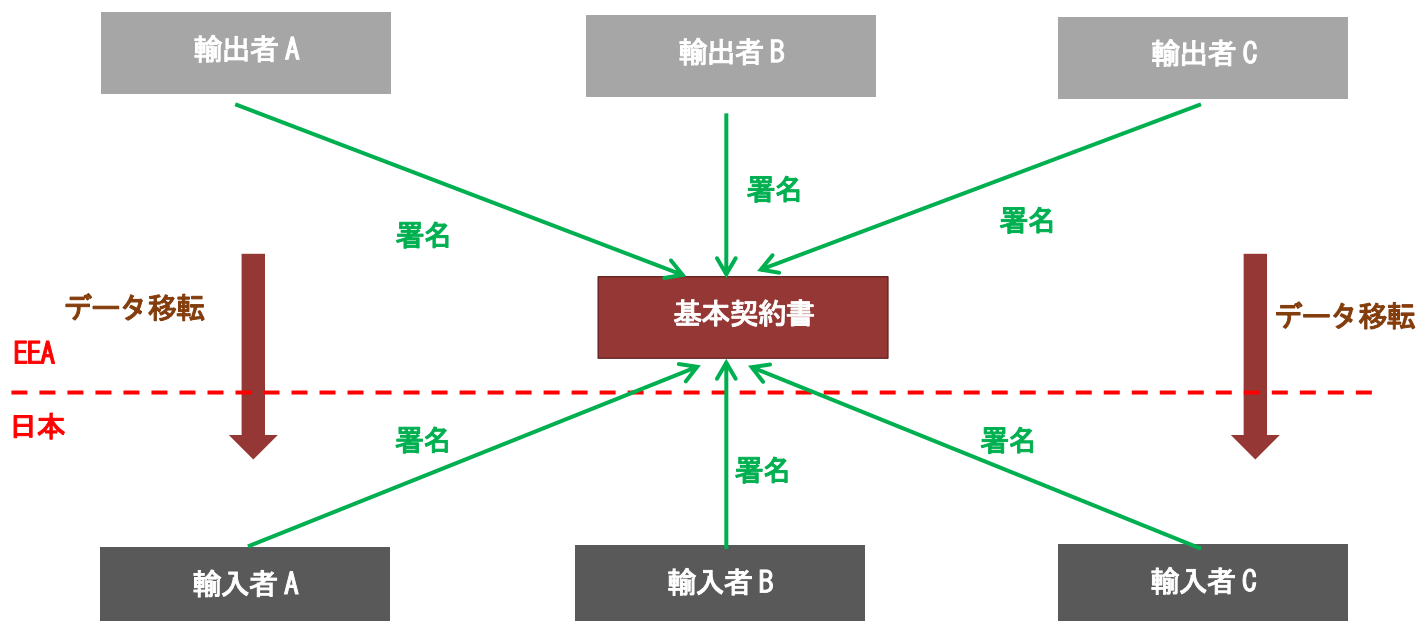 輸出者 A
輸出者 B
輸出者 C
署名
署名
署名
データ移転
基本契約書
データ移転
EEA
日本
署名
署名
署名
輸入者 A
輸入者 B
輸入者 C